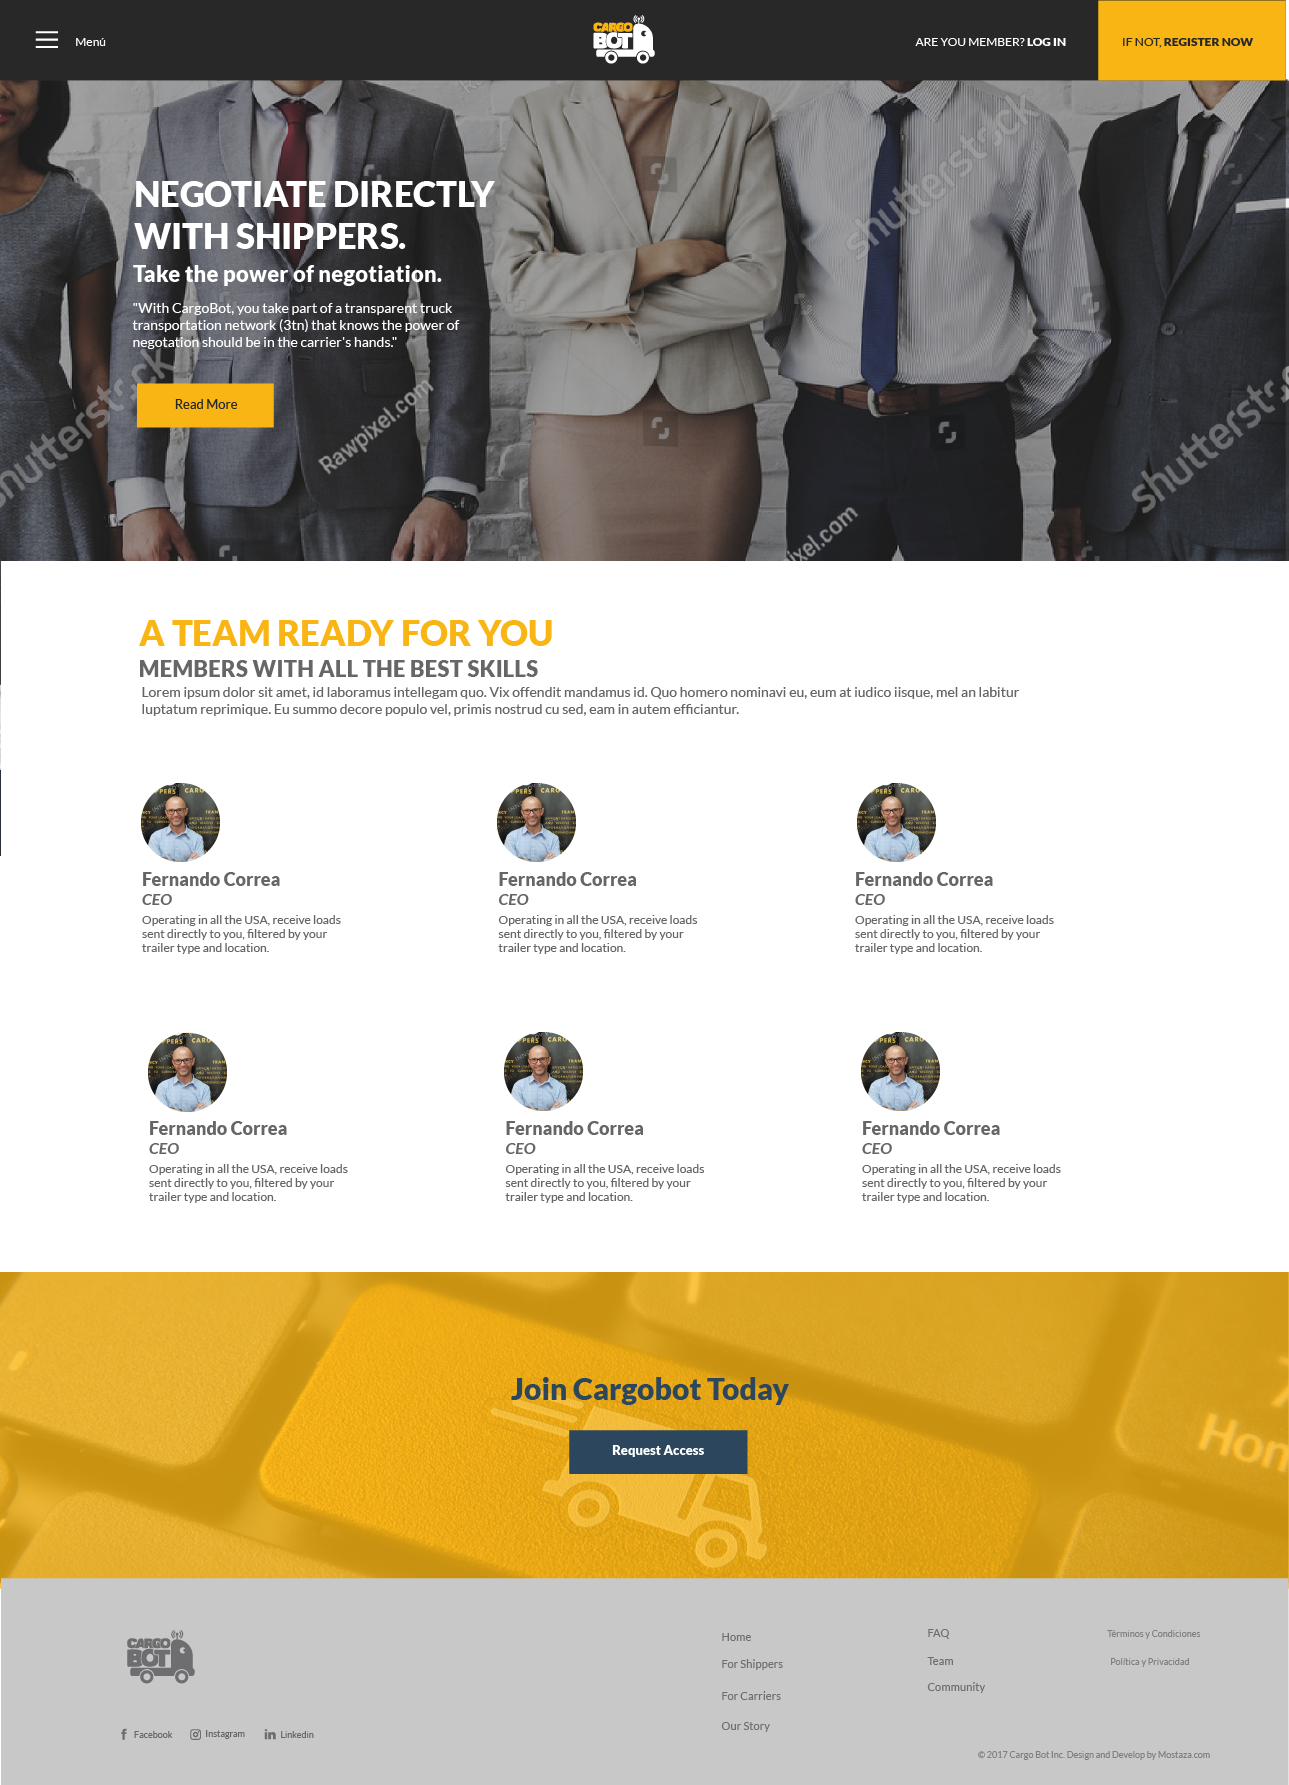 Menú
CARGO
BOT
ARE YOU MEMBER? LOG IN
IF NOT, REGISTER NOW
NEGOTIATE DIRECTLY
WITH SHIPPERS.
Take the power of negotiation.
"With CargoBot, you take part of a transparent truck
transportation network (3tn) that knows the power of
negotation should be in the carrier's hands."
Read More
shutterstock
Rawpixel.com
shutterstock
pixel.com
shutterstock
A TEAM READY FOR YOU
MEMBERS WITH ALL THE BEST SKILLS
Lorem ipsum dolor sit amet, id laboramus intellegam quo. Vix offendit mandamus id. Quo homero nominavi eu, eum at iudico iisque, mel an labitur
luptatum reprimique. Eu summo decore populo vel, primis nostrud cu sed, eam in autem efficiantur.
Fernando Correa
CEO
Operating in all the USA, receive loads
sent directly to you, filtered by your
trailer type and location.
Fernando Correa
CEO
Operating in all the USA, receive loads
sent directly to you, filtered by your
trailer type and location.
Fernando Correa
CEO
Operating in all the USA, receive loads
sent directly to you, filtered by your
trailer type and location.
Fernando Correa
CEO
Operating in all the USA, receive loads
sent directly to you, filtered by your
trailer type and location.
Fernando Correa
CEO
Operating in all the USA, receive loads
sent directly to you, filtered by your
trailer type and location.
Fernando Correa
CEO
Operating in all the USA, receive loads
sent directly to you, filtered by your
trailer type and location.
Join Cargobot Today
Request Access
Hom
CARGO
BOT
Facebook
Instagram
Linkedin
Home
For Shippers
For Carriers
Our Story
FAQ
Team
Community
Términos y Condiciones
Política y Privacidad
© 2017 Cargo Bot Inc. Design and Develop by Mostaza.com